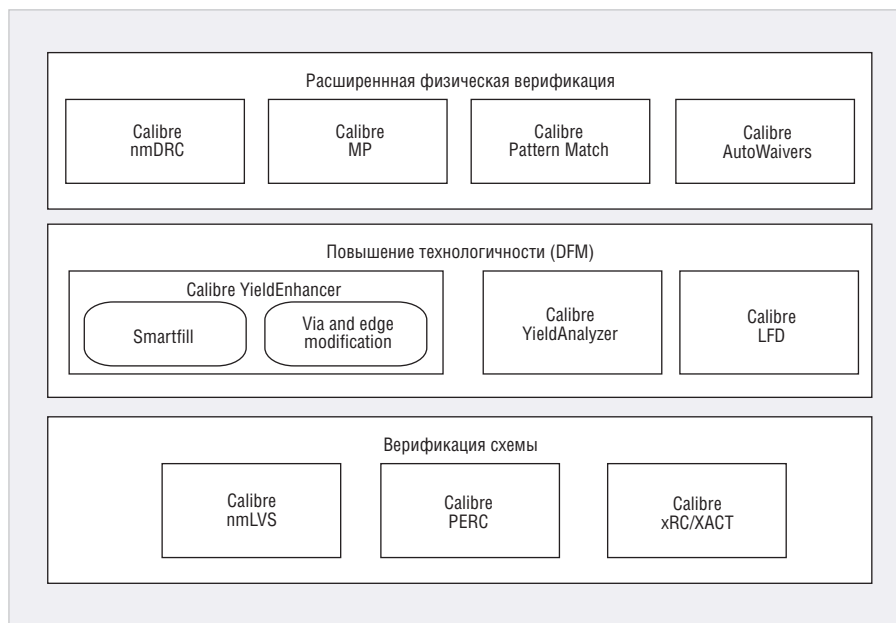 Расширеннная физическая верификация
Calibre
nmDRC
Calibre
MP
Calibre
Pattern Match
Calibre
AutoWaivers
Повышение технологичности (DFM)
Calibre YieldEnhancer
Smartfill
Via and edge
modification
Calibre
YieldAnalyzer
Calibre
LFD
Верификация схемы
Calibre
nmLVS
Calibre
PERC
Calibre
xRC/XACT